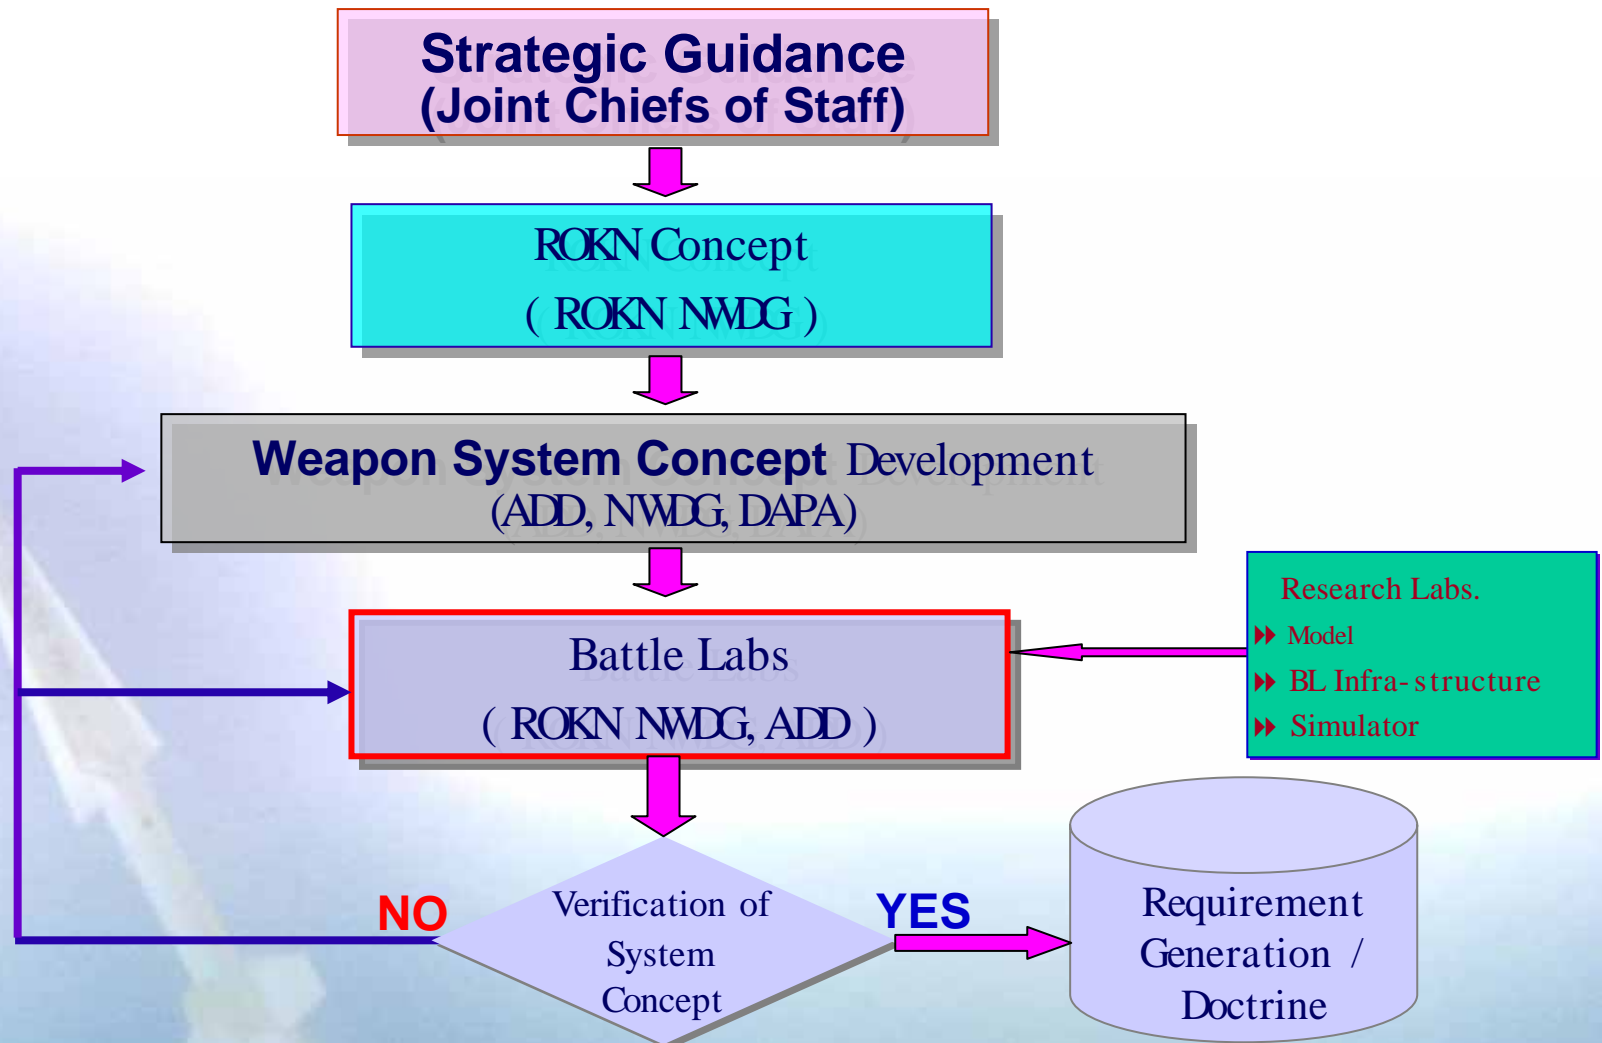 Strategic Guidance
(Joint Chiefs of Staff)
ROKN Concept
( ROKN NWDG )
Weapon System Concept Development
(ADD, NWDG, DAPA)
Research Labs.
Model
BL Infra-structure
Simulator
Battle Labs
( ROKN NWDG, ADD )
NO
Verification of
System
Concept
YES
Requirement
Generation /
Doctrine